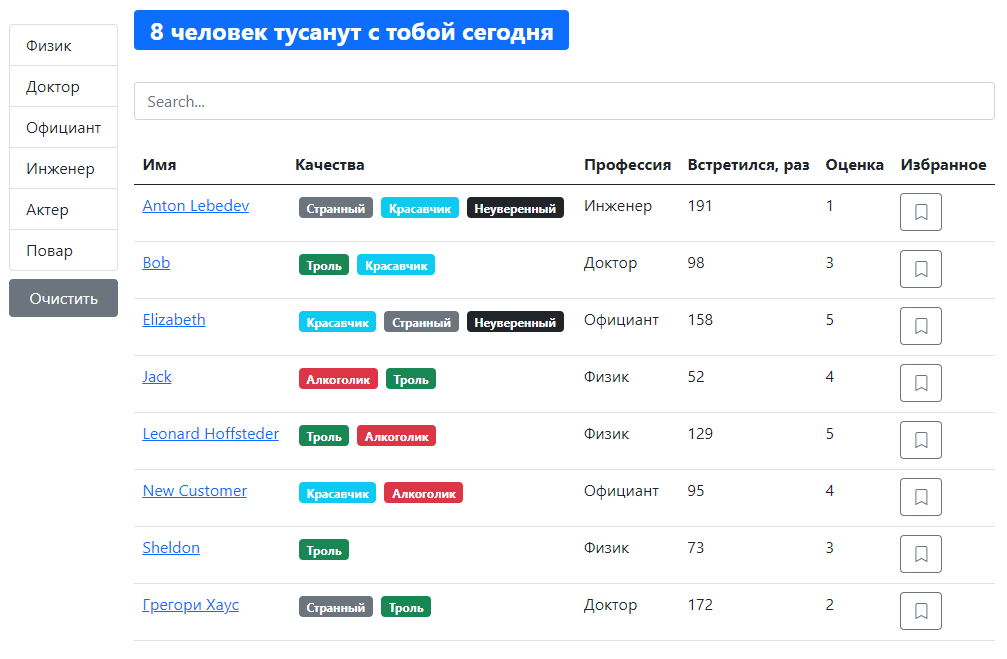 Физик
Доктор
Официант
Инженер
Актер
Повар
Очистить
8 человек тусанут с тобой сегодня
Search...
Имя Качества Профессия Встретился, раз Оценка Избранное
Anton Lebedev Странный Красавчик Неуверенный Инженер 191 1
Bob Троль Красавчик Доктор 98 3
Elizabeth Красавчик Странный Неуверенный Официант 158 5
Jack Алкоголик Троль Физик 52 4
Leonard Hoffsteder Троль Алкоголик Физик 129 5
New Customer Красавчик Алкоголик Официант 95 4
Sheldon Троль Физик 73 3
Грегори Хаус Странный Троль Доктор 172 2